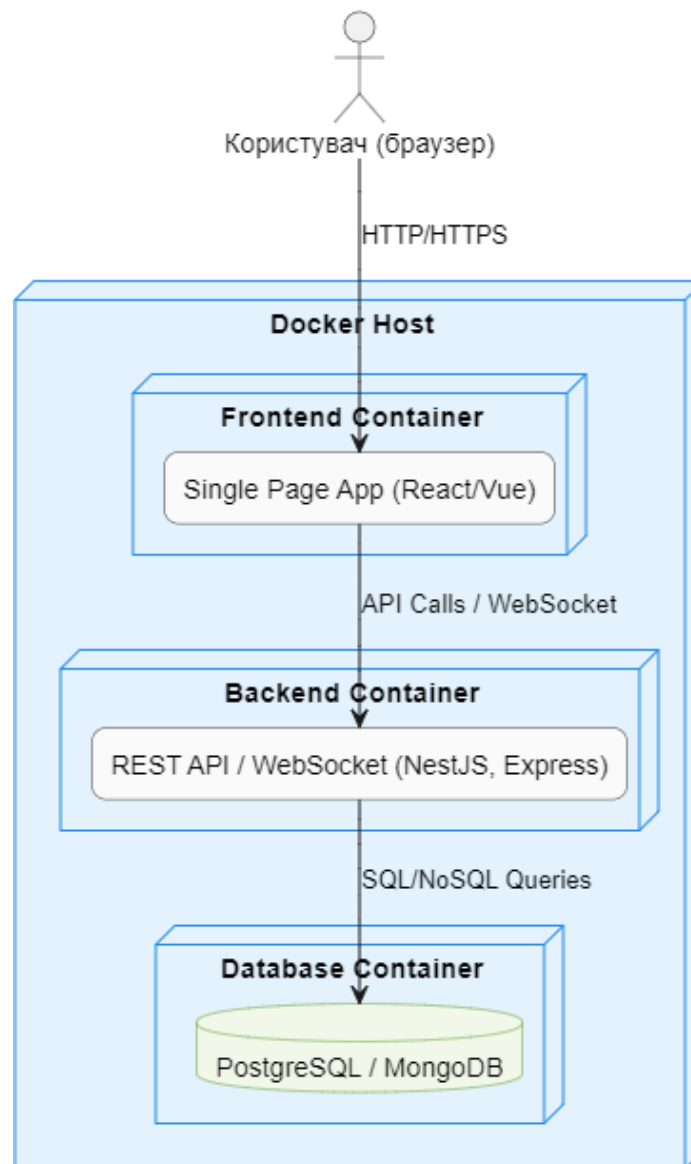 Користувач (браузер)
HTTP/HTTPS
Docker Host
Frontend Container
Single Page App (React/Vue)
API Calls / WebSocket
Backend Container
REST API / WebSocket (NestJS, Express)
SQL/NoSQL Queries
Database Container
PostgreSQL / MongoDB